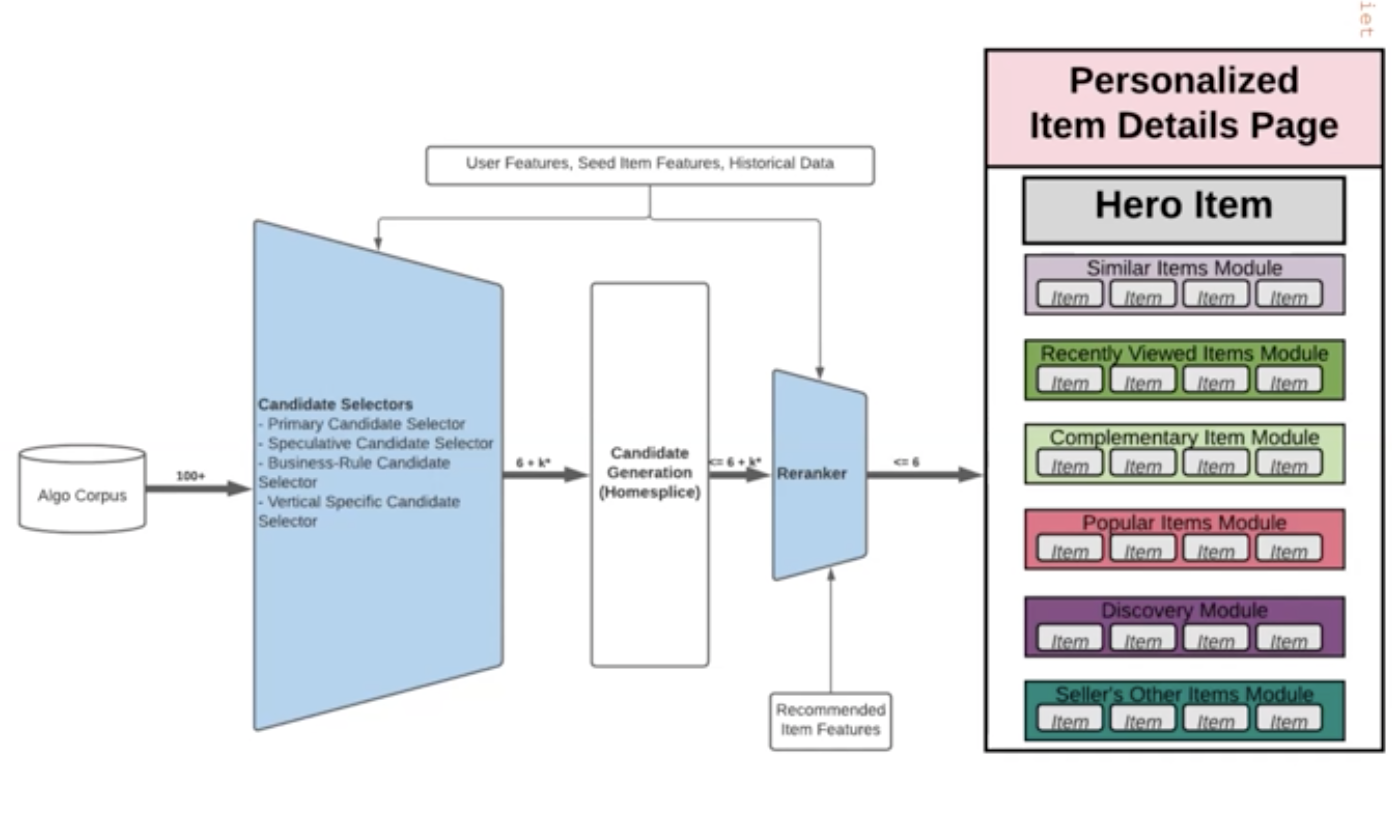 iet
Personalized
Item Details Page
User Features, Seed Item Features, Historical Data
Hero Item
Similar Items Module
Item Item Item Item
Recently Viewed Items Module
Item Item Item Item
Complementary Item Module
Item Item Item Item
Popular Items Module
Item Item Item Item
Discovery Module
Item Item Item Item
Seller's Other Items Module
Item Item Item Item
Algo Corpus
100+
Candidate Selectors
- Primary Candidate Selector
- Speculative Candidate Selector
- Business-Rule Candidate
Selector
- Vertical Specific Candidate
Selector
6 + k*
Candidate
Generation
(Homesplice)
<= 6 + k*
Reranker
<= 6
Recommended
Item Features